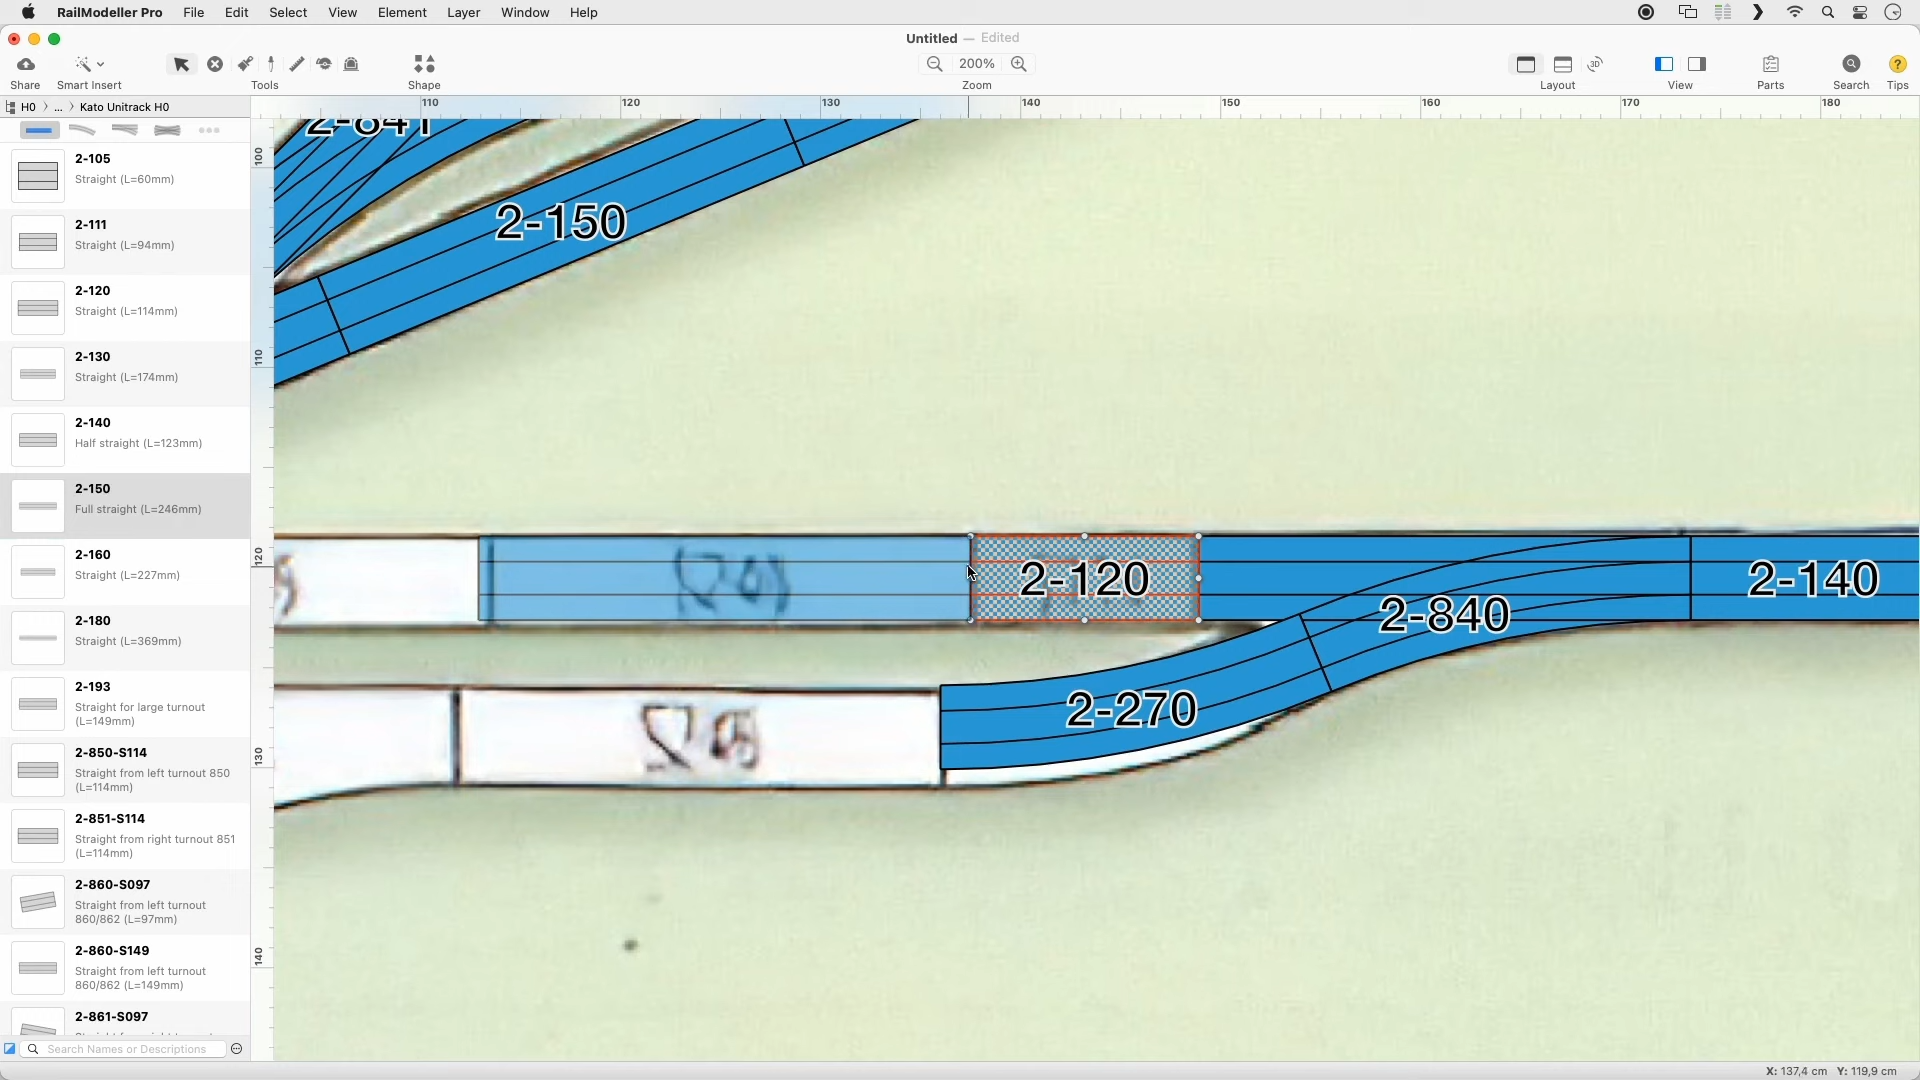 RailModeller Pro File Edit Select View Element Layer Window Help
Untitled — Edited
Share Smart Insert Tools Shape 200% Zoom 3D Layout View Parts Search Tips
H0 > ... > Kato Unitrack H0
110 120 130 140 150 160 170 180
2-105
Straight (L=60mm)
2-111
Straight (L=94mm)
2-120
Straight (L=114mm)
2-130
Straight (L=174mm)
2-140
Half straight (L=123mm)
2-150
Full straight (L=246mm)
2-160
Straight (L=227mm)
2-180
Straight (L=369mm)
2-193
Straight for large turnout
(L=149mm)
2-850-S114
Straight from left turnout 850
(L=114mm)
2-851-S114
Straight from right turnout 851
(L=114mm)
2-860-S097
Straight from left turnout
860/862 (L=97mm)
2-860-S149
Straight from left turnout
860/862 (L=149mm)
2-861-S097
Search Names or Descriptions
100
110
120
130
140
2-841
2-150
2-120
2-840
2-140
2-270
X: 137,4 cm Y: 119,9 cm